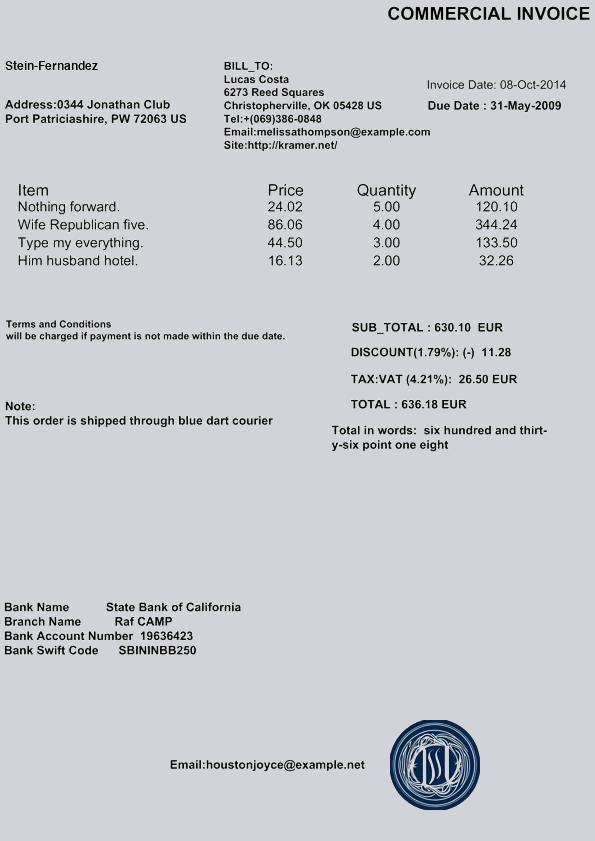 COMMERCIAL INVOICE
Stein-Fernandez
Address:0344 Jonathan Club
Port Patriciashire, PW 72063 US
BILL_TO:
Lucas Costa
6273 Reed Squares
Christopherville, OK 05428 US
Tel:+(069)386-0848
Email:melissathompson@example.com
Site:http://kramer.net/
Invoice Date: 08-Oct-2014
Due Date : 31-May-2009
Item Price Quantity Amount
Nothing forward. 24.02 5.00 120.10
Wife Republican five. 86.06 4.00 344.24
Type my everything. 44.50 3.00 133.50
Him husband hotel. 16.13 2.00 32.26
Terms and Conditions
will be charged if payment is not made within the due date.
SUB_TOTAL : 630.10 EUR
DISCOUNT(1.79%): (-) 11.28
TAX:VAT (4.21%): 26.50 EUR
TOTAL : 636.18 EUR
Note:
This order is shipped through blue dart courier
Total in words: six hundred and thirt-
y-six point one eight
Bank Name State Bank of California
Branch Name Raf CAMP
Bank Account Number 19636423
Bank Swift Code SBININBB250
Email:houstonjoyce@example.net